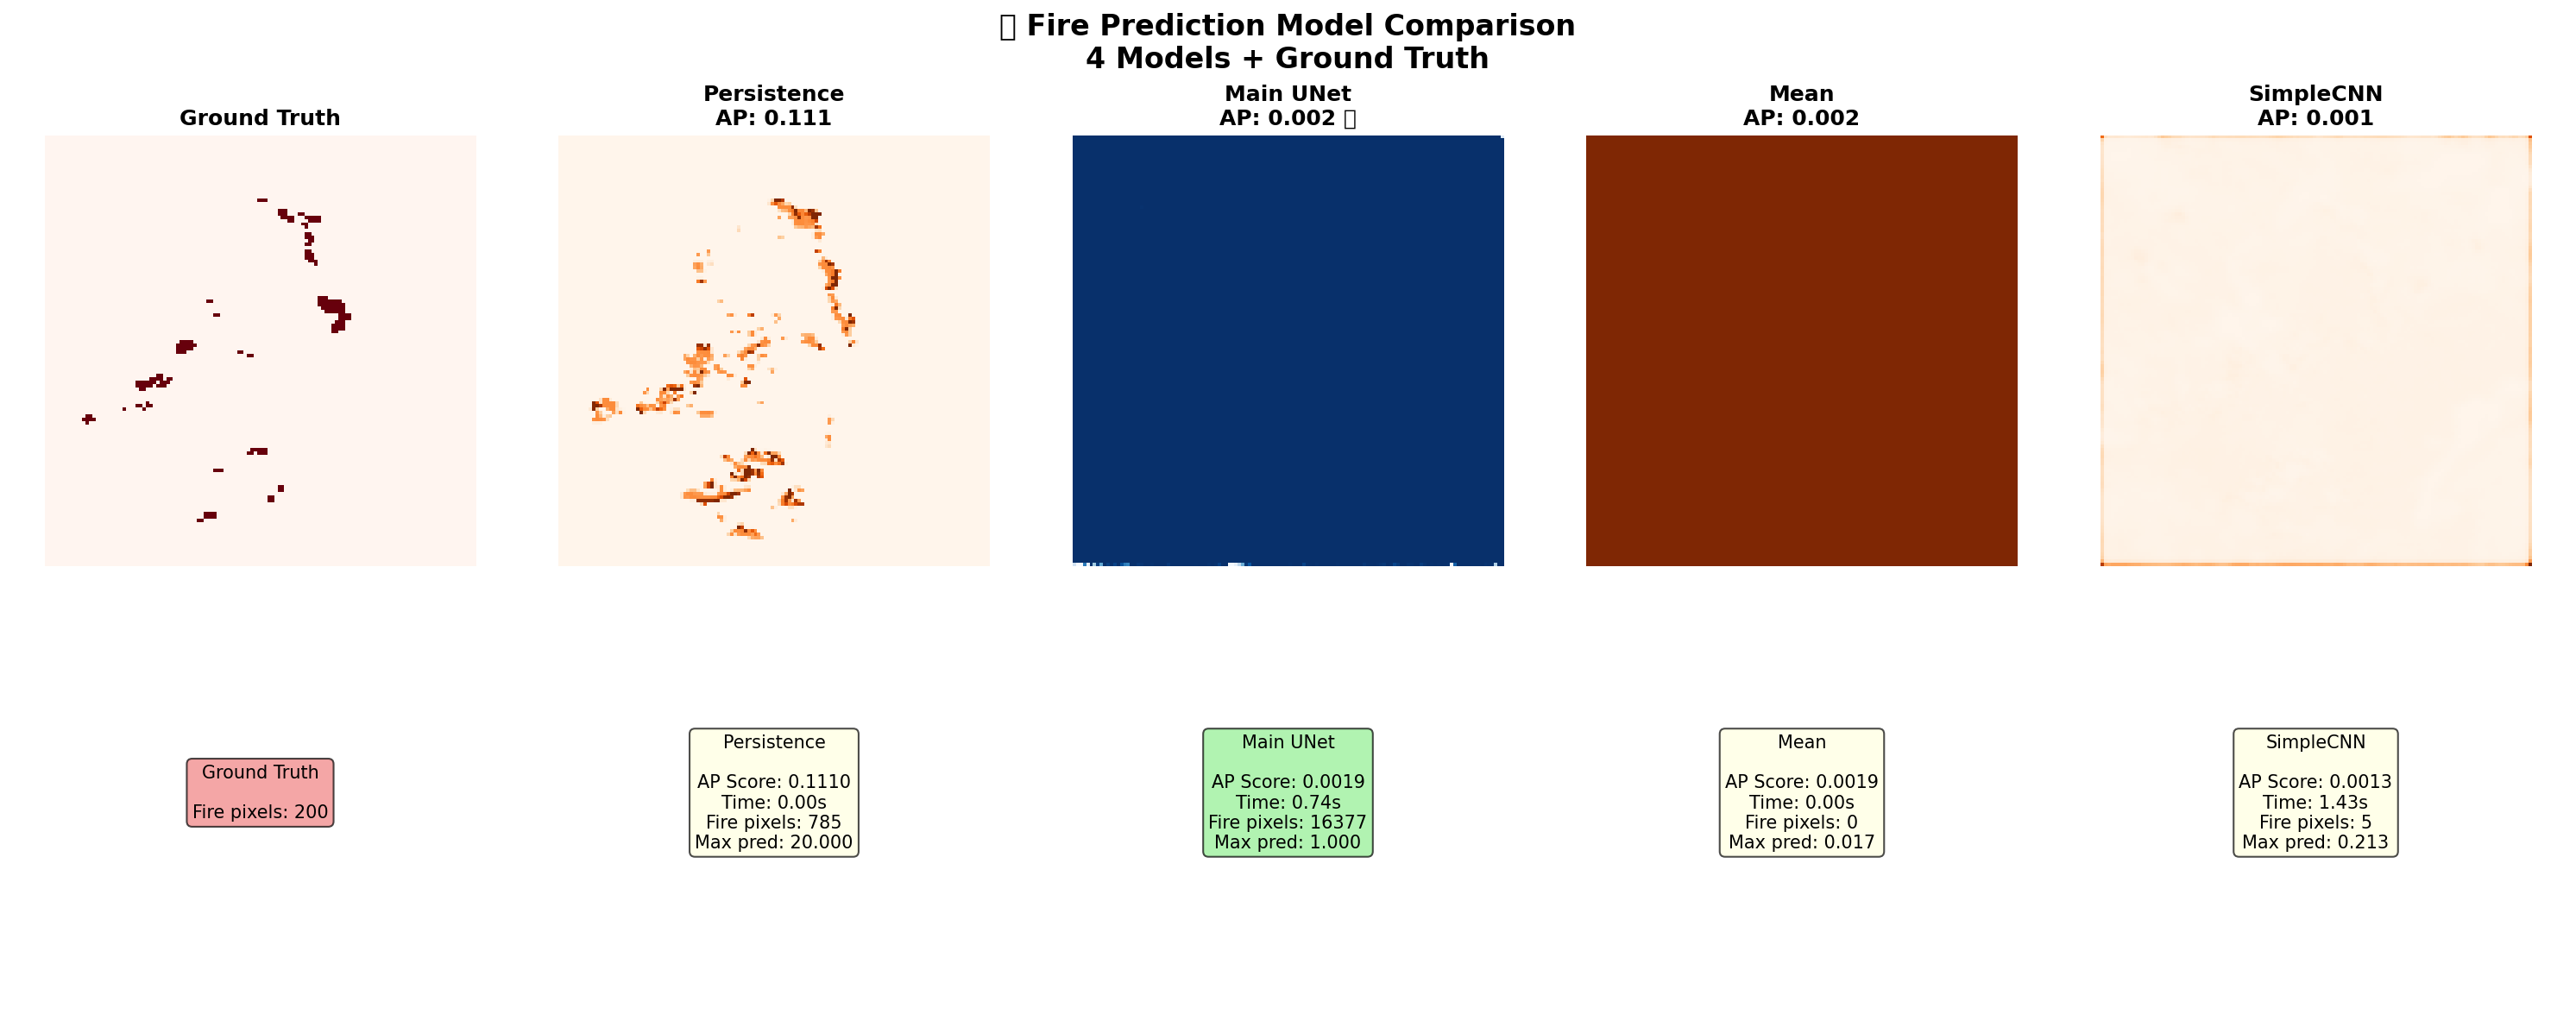 ▯ Fire Prediction Model Comparison
4 Models + Ground Truth
Ground Truth
Persistence
AP: 0.111
Main UNet
AP: 0.002 ▯
Mean
AP: 0.002
SimpleCNN
AP: 0.001
Ground Truth
Fire pixels: 200
Persistence
AP Score: 0.1110
Time: 0.00s
Fire pixels: 785
Max pred: 20.000
Main UNet
AP Score: 0.0019
Time: 0.74s
Fire pixels: 16377
Max pred: 1.000
Mean
AP Score: 0.0019
Time: 0.00s
Fire pixels: 0
Max pred: 0.017
SimpleCNN
AP Score: 0.0013
Time: 1.43s
Fire pixels: 5
Max pred: 0.213